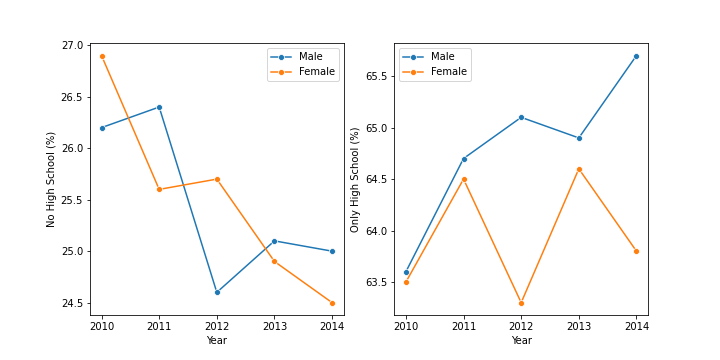 27.0
26.5
26.0
25.5
25.0
24.5
No High School (%)
2010 2011 2012 2013 2014
Year
Male
Female
65.5
65.0
64.5
64.0
63.5
Only High School (%)
2010 2011 2012 2013 2014
Year
Male
Female